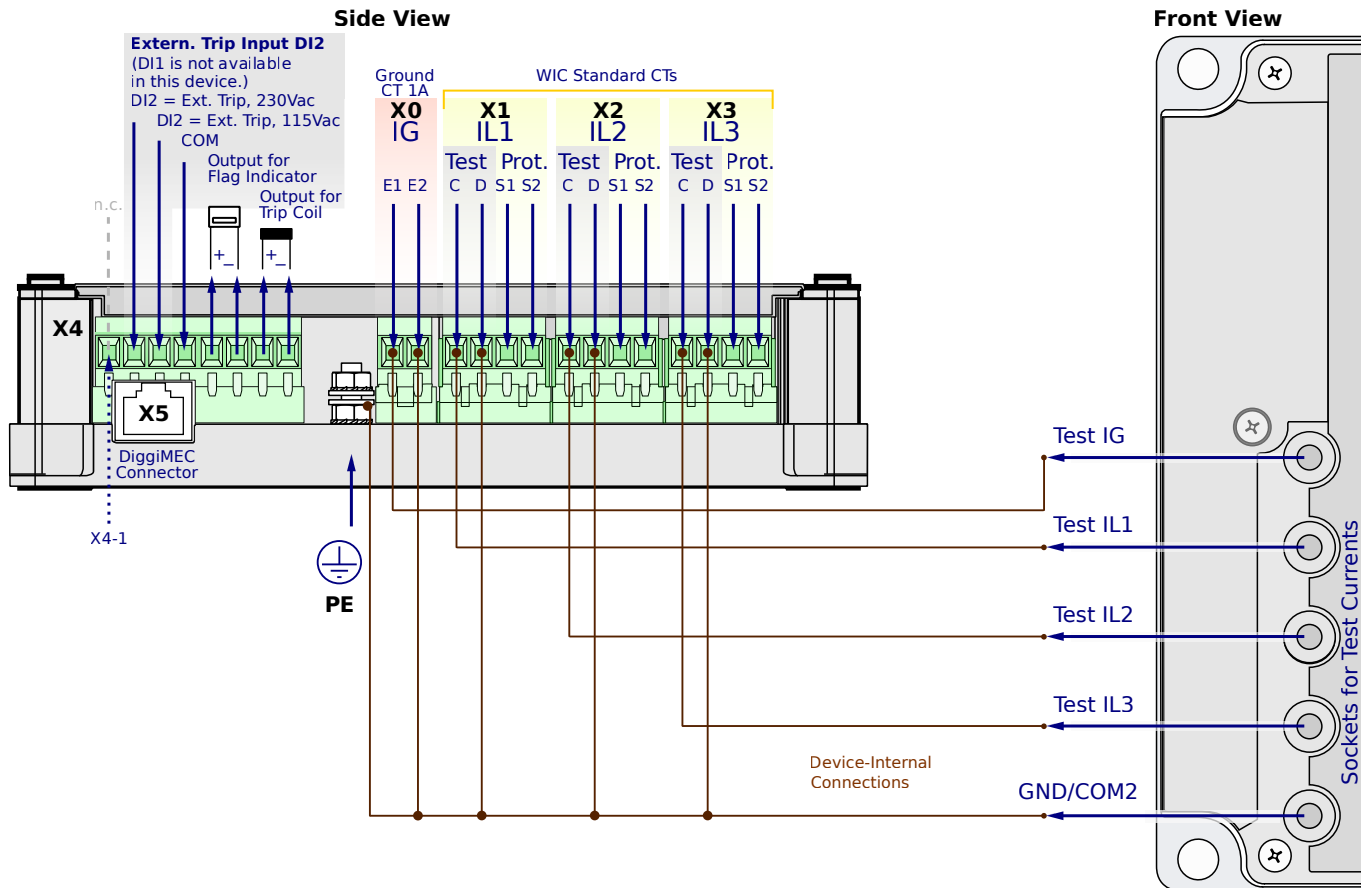 Side View
Front View
Extern. Trip Input DI2
(DI1 is not available
in this device.)
DI2 = Ext. Trip, 230Vac
DI2 = Ext. Trip, 115Vac
COM
Output for
Flag Indicator
Output for
Trip Coil
n.c.
+ –
+ –
Ground
CT 1A
WIC Standard CTs
X0
IG
E1 E2
X1
IL1
Test Prot.
C D S1 S2
X2
IL2
Test Prot.
C D S1 S2
X3
IL3
Test Prot.
C D S1 S2
X4
X5
DiggiMEC
Connector
X4-1
PE
Test IG
Test IL1
Test IL2
Test IL3
GND/COM2
Device-Internal
Connections
Sockets for Test Currents